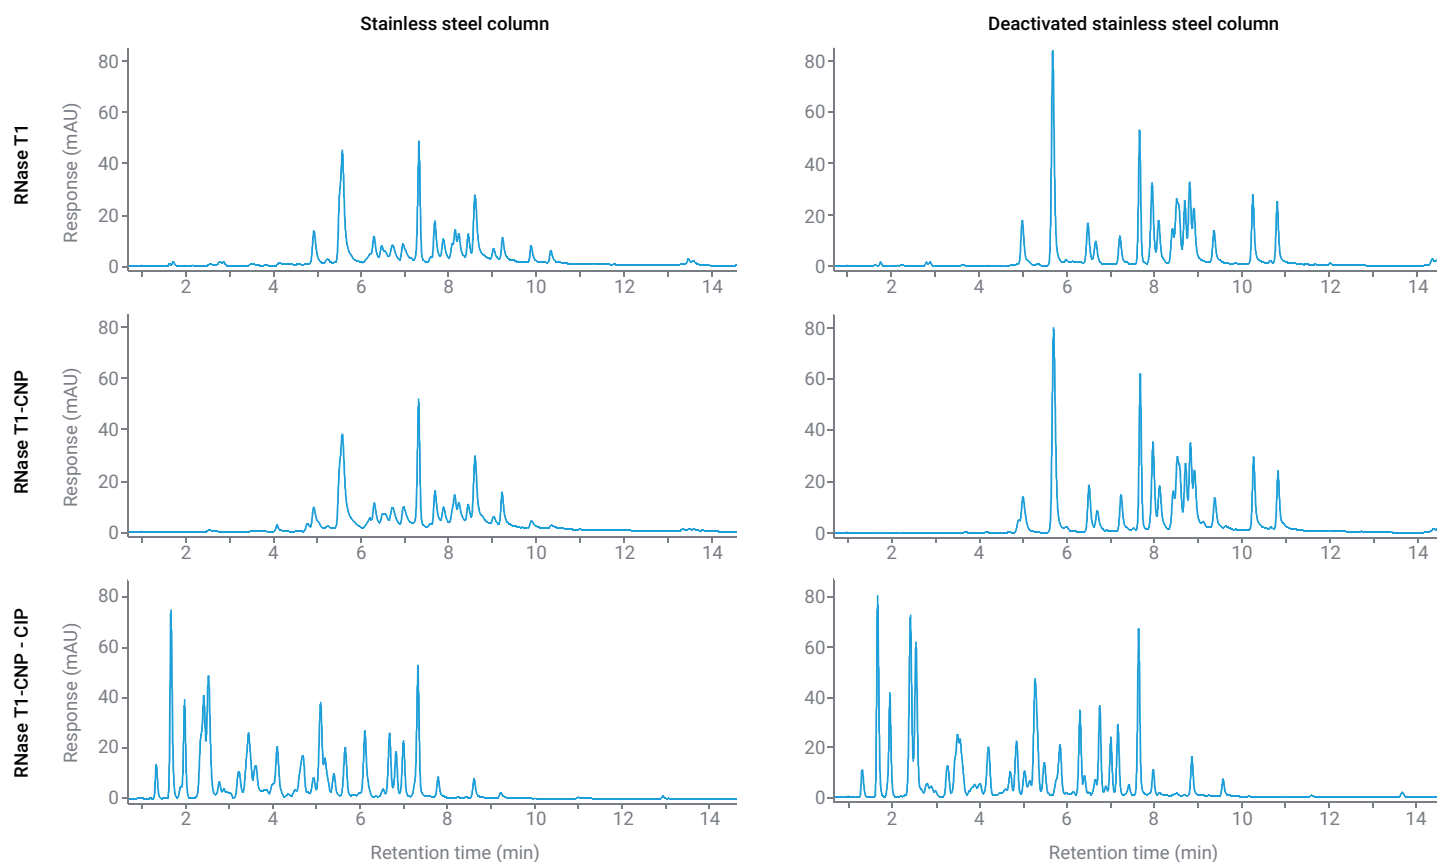 Stainless steel column
Deactivated stainless steel column
RNase T1
Response (mAU)
80
60
40
20
0
2 4 6 8 10 12 14
80
60
40
20
0
2 4 6 8 10 12 14
RNase T1-CNP
Response (mAU)
80
60
40
20
0
2 4 6 8 10 12 14
80
60
40
20
0
2 4 6 8 10 12 14
RNase T1-CNP - CIP
Response (mAU)
80
60
40
20
0
2 4 6 8 10 12 14
80
60
40
20
0
2 4 6 8 10 12 14
Retention time (min)
Retention time (min)